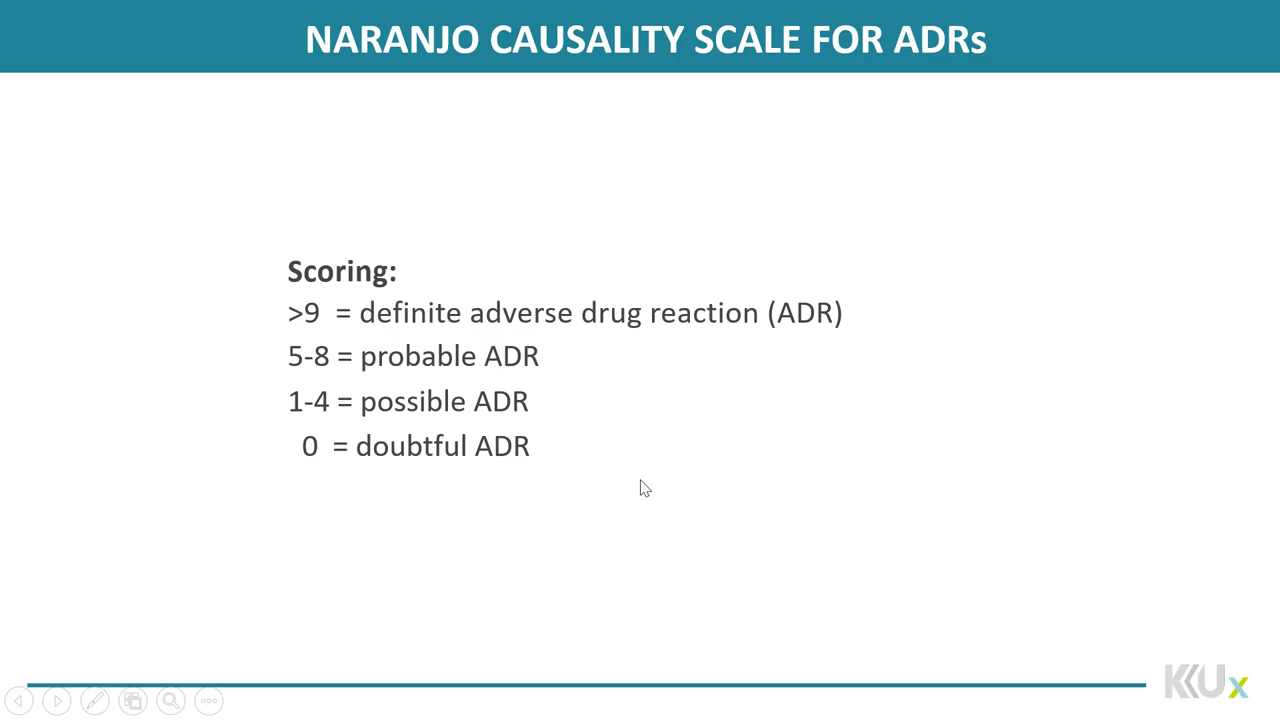 NARANJO CAUSALITY SCALE FOR ADRs
Scoring:
>9 = definite adverse drug reaction (ADR)
5-8 = probable ADR
1-4 = possible ADR
0 = doubtful ADR
KKUx